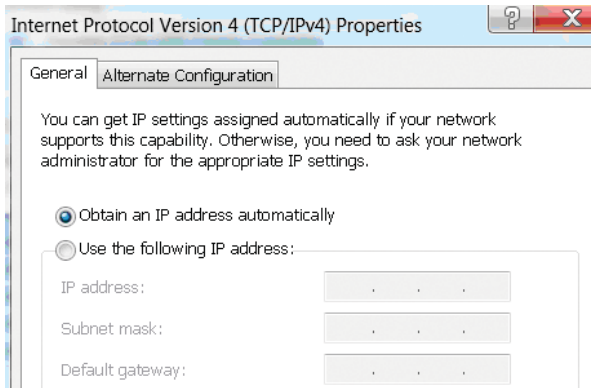 Internet Protocol Version 4 (TCP/IPv4) Properties
General
Alternate Configuration
You can get IP settings assigned automatically if your network
supports this capability. Otherwise, you need to ask your network
administrator for the appropriate IP settings.
Obtain an IP address automatically
Use the following IP address:
IP address:
Subnet mask:
Default gateway: